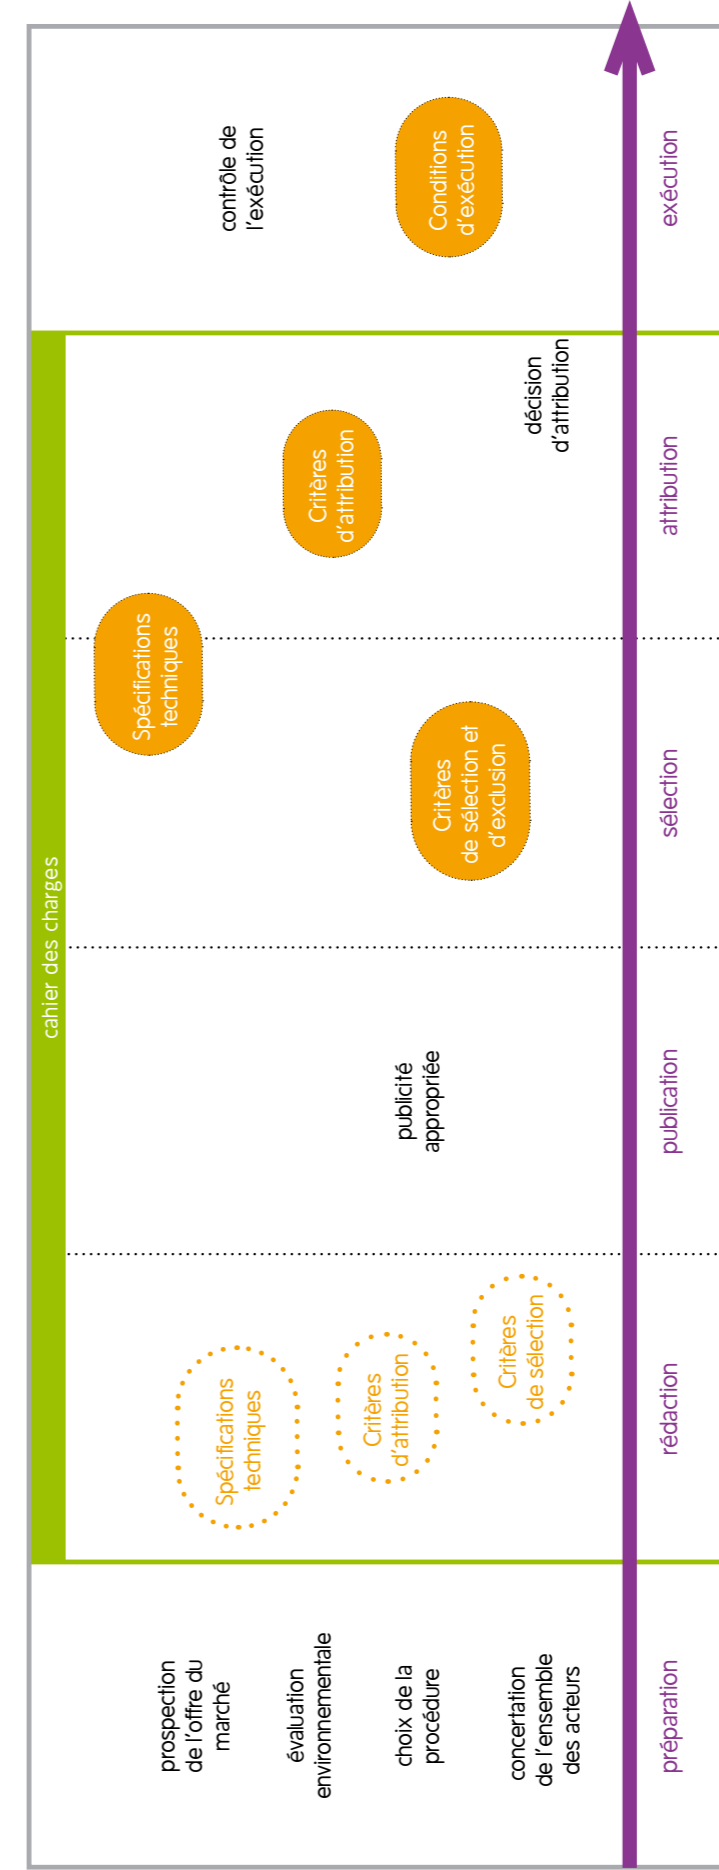 cahier des charges
prospection
de l'offre du
marché
évaluation
environnementale
choix de la
procédure
concertation
de l'ensemble
des acteurs
Spécifications
techniques
Critères
d'attribution
Critères
de sélection
publicité
appropriée
Spécifications
techniques
Critères
de sélection et
d'exclusion
Critères
d'attribution
décision
d'attribution
contrôle de
l'exécution
Conditions
d'exécution
préparation
rédaction
publication
sélection
attribution
exécution